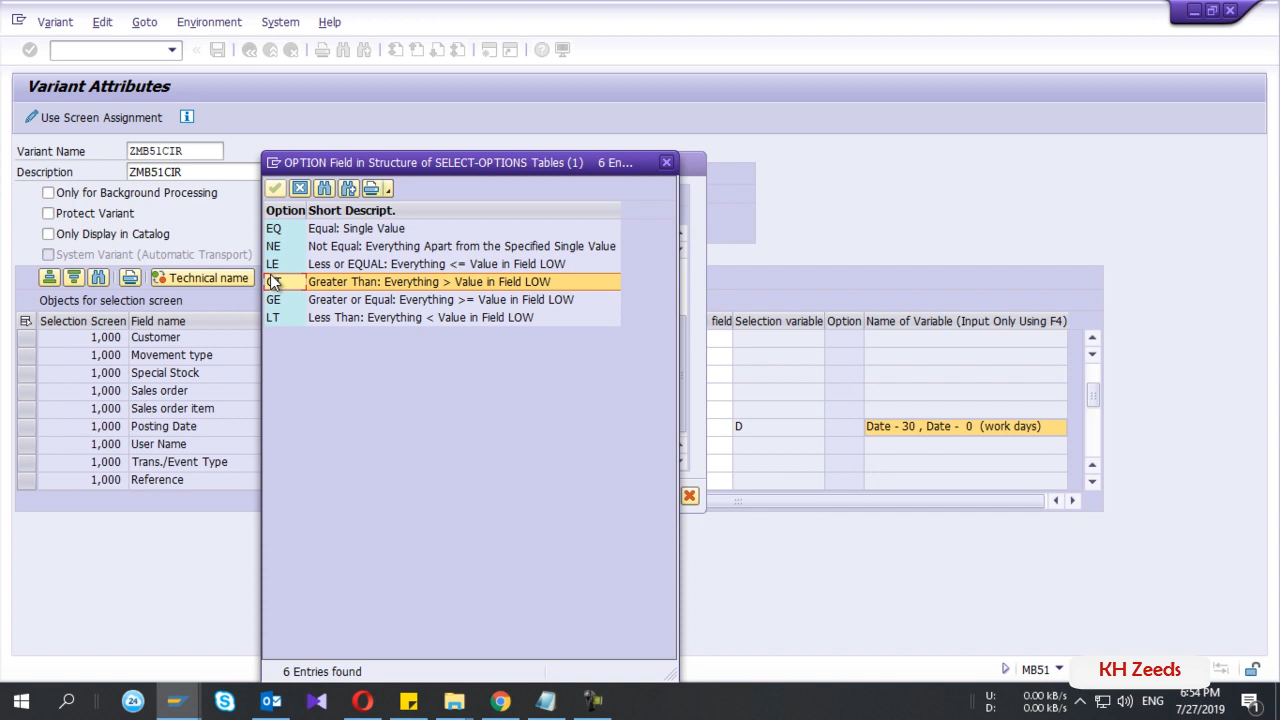 Variant Edit Goto Environment System Help
Variant Attributes
Use Screen Assignment
Variant Name ZMB51CIR
Description ZMB51CIR
Only for Background Processing
Protect Variant
Only Display in Catalog
System Variant (Automatic Transport)
Technical name
Objects for selection screen
Selection Screen Field name
1,000 Customer
1,000 Movement type
1,000 Special Stock
1,000 Sales order
1,000 Sales order item
1,000 Posting Date
1,000 User Name
1,000 Trans./Event Type
1,000 Reference
OPTION Field in Structure of SELECT-OPTIONS Tables (1) 6 En...
Option Short Descript.
EQ Equal: Single Value
NE Not Equal: Everything Apart from the Specified Single Value
LE Less or EQUAL: Everything <= Value in Field LOW
Greater Than: Everything > Value in Field LOW
GE Greater or Equal: Everything >= Value in Field LOW
LT Less Than: Everything < Value in Field LOW
6 Entries found
field Selection variable Option Name of Variable (Input Only Using F4)
D Date - 30 , Date - 0 (work days)
MB51
KH Zeeds
24
U: 0.00 kB/s
D: 0.00 kB/s
ENG
6:54 PM
7/27/2019
1